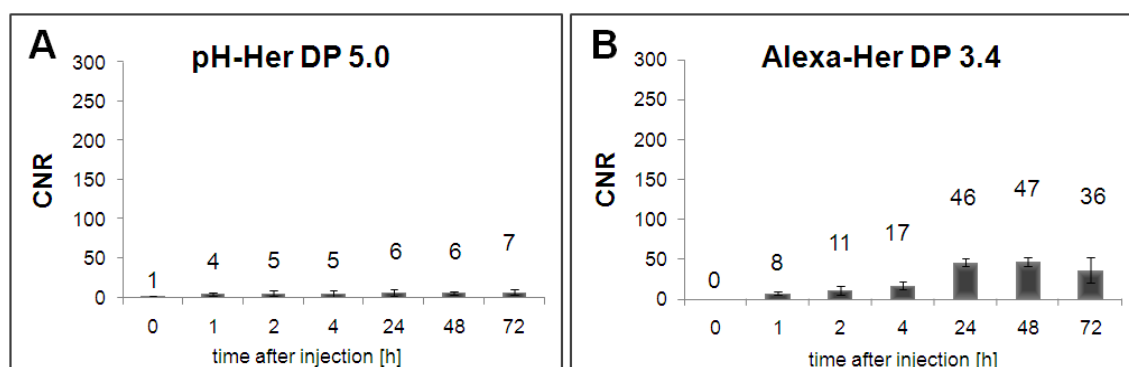 A
pH-Her DP 5.0
300
250
200
150
100
50
0
CNR
1 4 5 5 6 6 7
0 1 2 4 24 48 72
time after injection [h]
B
Alexa-Her DP 3.4
300
250
200
150
100
50
0
CNR
0 8 11 17 46 47 36
0 1 2 4 24 48 72
time after injection [h]